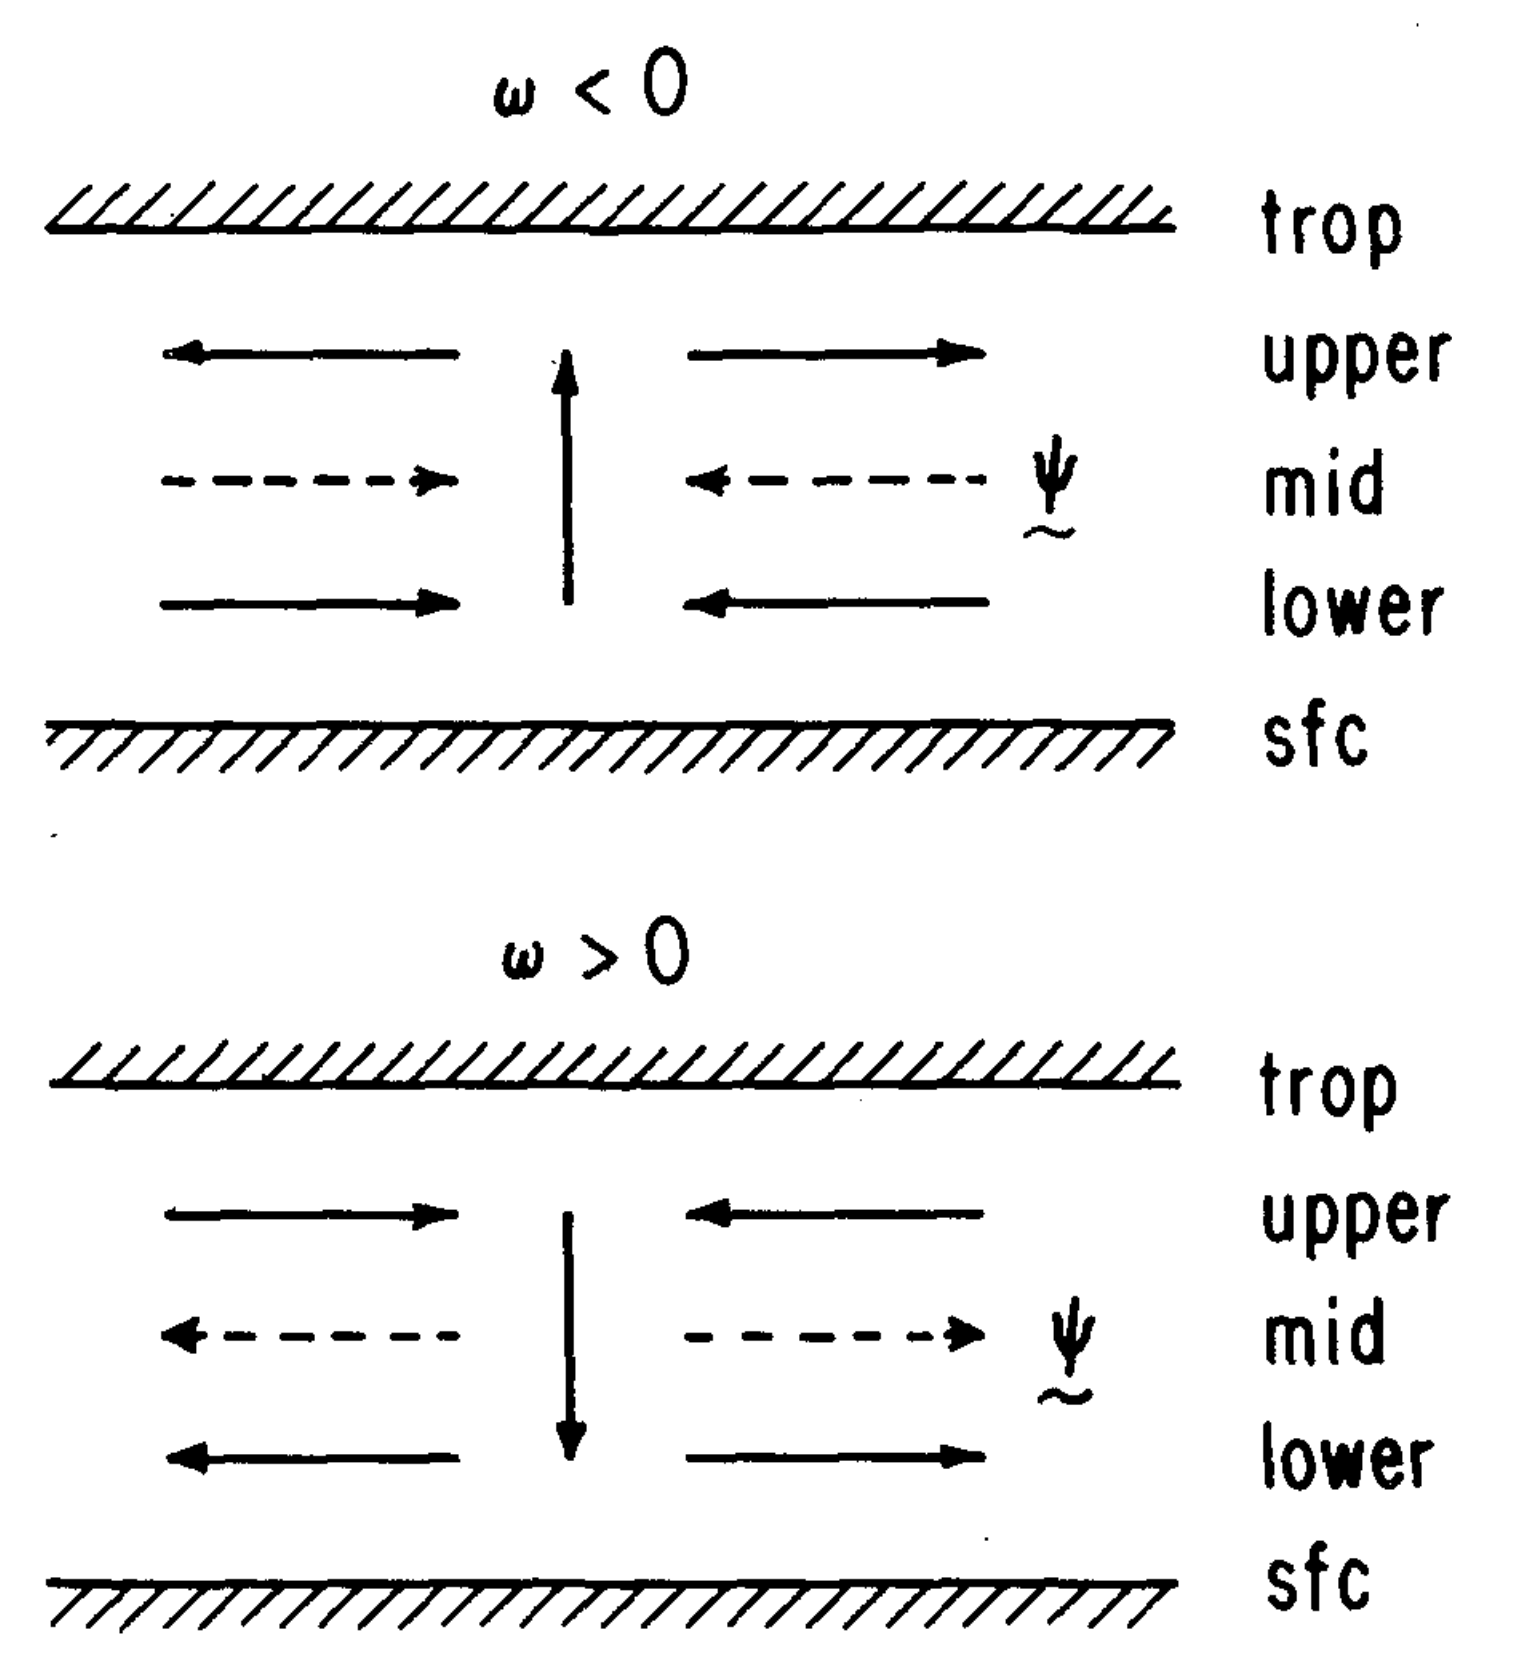 ω < 0
trop
upper
ψ mid
lower
sfc
ω > 0
trop
upper
ψ mid
lower
sfc